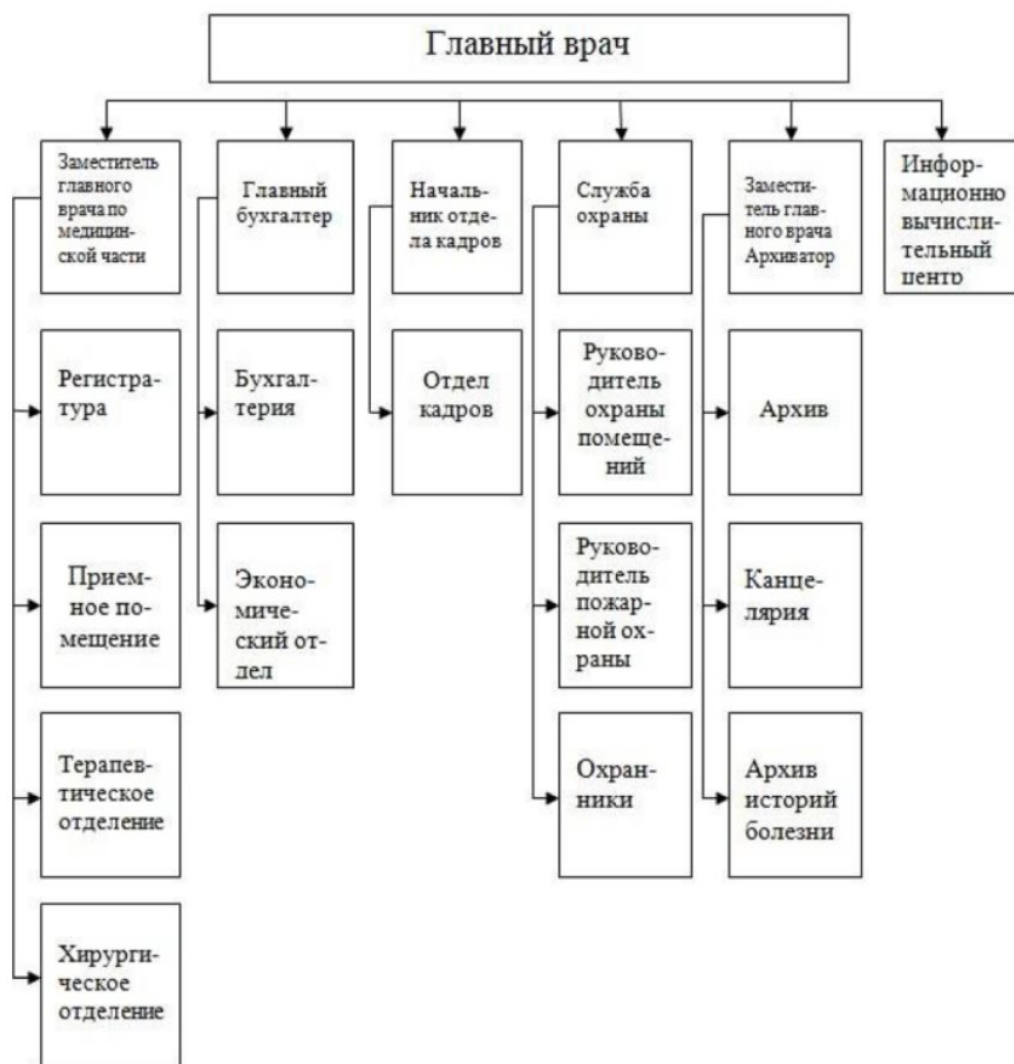 Главный врач
Заместитель
главного
врача по
медицин-
ской части
Главный
бухгалтер
Началь-
ник отде-
ла кадров
Служба
охраны
Замести-
тель глав-
ного врача
Архиватор
Инфор-
мационно
вычисли-
тельный
центр
Регистра-
тура
Бухгал-
терия
Отдел
кадров
Руково-
дитель
охраны
помеще-
ний
Архив
Прием-
ное по-
мещение
Эконо-
миче-
ский от-
дел
Руково-
дитель
пожар-
ной ох-
раны
Канце-
лярия
Терапев-
тическое
отделение
Охран-
ники
Архив
историй
болезни
Хирурги-
ческое
отделение